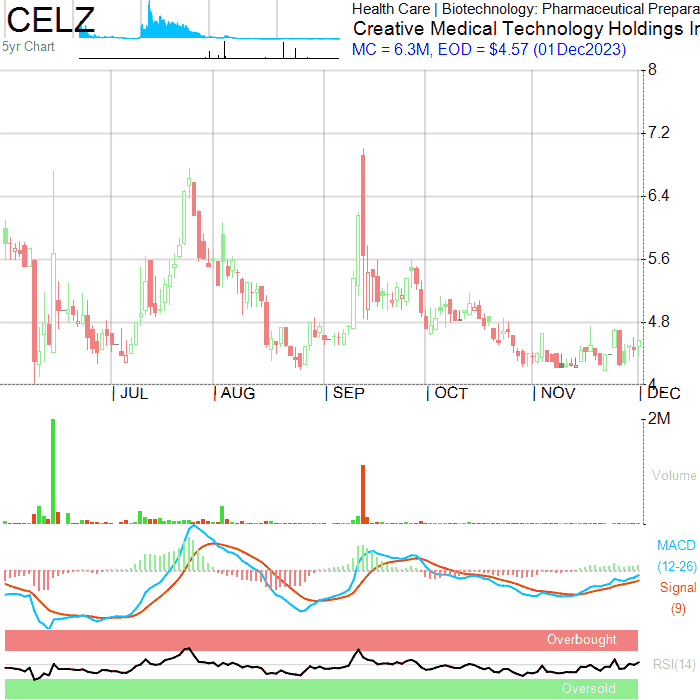 CELZ
5yr Chart
Health Care | Biotechnology: Pharmaceutical Prepara
Creative Medical Technology Holdings In
MC = 6.3M, EOD = $4.57 (01Dec2023)
8
7.2
6.4
5.6
4.8
4
JUL AUG SEP OCT NOV DEC
2M
Volume
MACD
(12-26)
Signal
(9)
Overbought
RSI(14)
Oversold